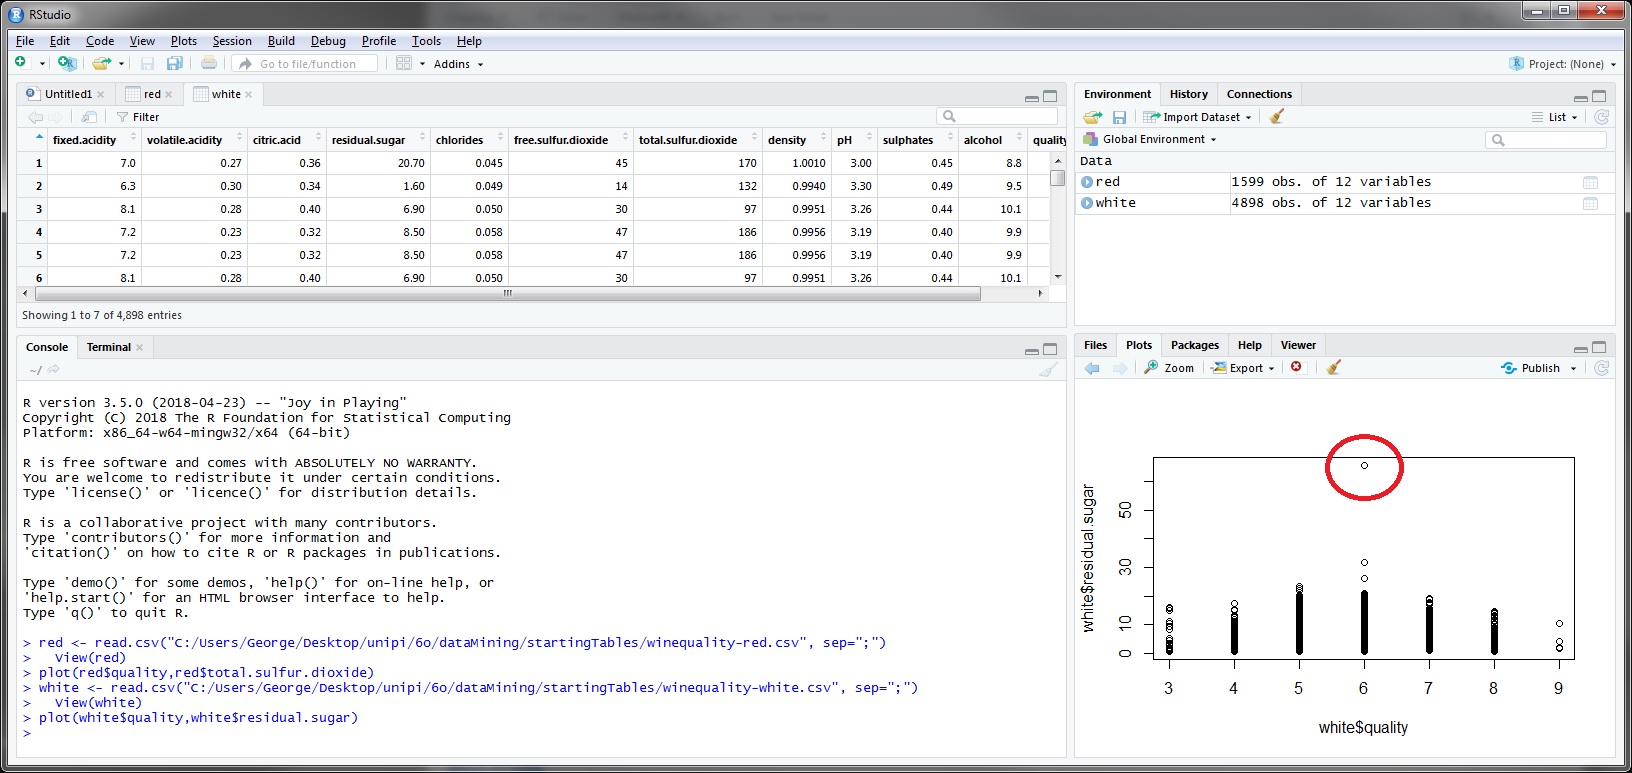 RStudio
File Edit Code View Plots Session Build Debug Profile Tools Help
Go to file/function Addins Project: (None)
Untitled1 red white
Filter
fixed.acidity volatile.acidity citric.acid residual.sugar chlorides free.sulfur.dioxide total.sulfur.dioxide density pH sulphates alcohol quality
1 7.0 0.27 0.36 20.70 0.045 45 170 1.0010 3.00 0.45 8.8
2 6.3 0.30 0.34 1.60 0.049 14 132 0.9940 3.30 0.49 9.5
3 8.1 0.28 0.40 6.90 0.050 30 97 0.9951 3.26 0.44 10.1
4 7.2 0.23 0.32 8.50 0.058 47 186 0.9956 3.19 0.40 9.9
5 7.2 0.23 0.32 8.50 0.058 47 186 0.9956 3.19 0.40 9.9
6 8.1 0.28 0.40 6.90 0.050 30 97 0.9951 3.26 0.44 10.1
Showing 1 to 7 of 4,898 entries
Console Terminal
~/
R version 3.5.0 (2018-04-23) -- "Joy in Playing"
Copyright (C) 2018 The R Foundation for Statistical Computing
Platform: x86_64-w64-mingw32/x64 (64-bit)
R is free software and comes with ABSOLUTELY NO WARRANTY.
You are welcome to redistribute it under certain conditions.
Type 'license()' or 'licence()' for distribution details.
R is a collaborative project with many contributors.
Type 'contributors()' for more information and
'citation()' on how to cite R or R packages in publications.
Type 'demo()' for some demos, 'help()' for on-line help, or
'help.start()' for an HTML browser interface to help.
Type 'q()' to quit R.
> red <- read.csv("C:/Users/George/Desktop/unipi/6o/dataMining/startingTables/winequality-red.csv", sep=";")
>   View(red)
> plot(red$quality,red$total.sulfur.dioxide)
> white <- read.csv("C:/Users/George/Desktop/unipi/6o/dataMining/startingTables/winequality-white.csv", sep=";")
>   View(white)
> plot(white$quality,white$residual.sugar)
>
Environment History Connections
Import Dataset List
Global Environment
Data
red 1599 obs. of 12 variables
white 4898 obs. of 12 variables
Files Plots Packages Help Viewer
Zoom Export Publish
white$residual.sugar
50
30
10
0
3 4 5 6 7 8 9
white$quality